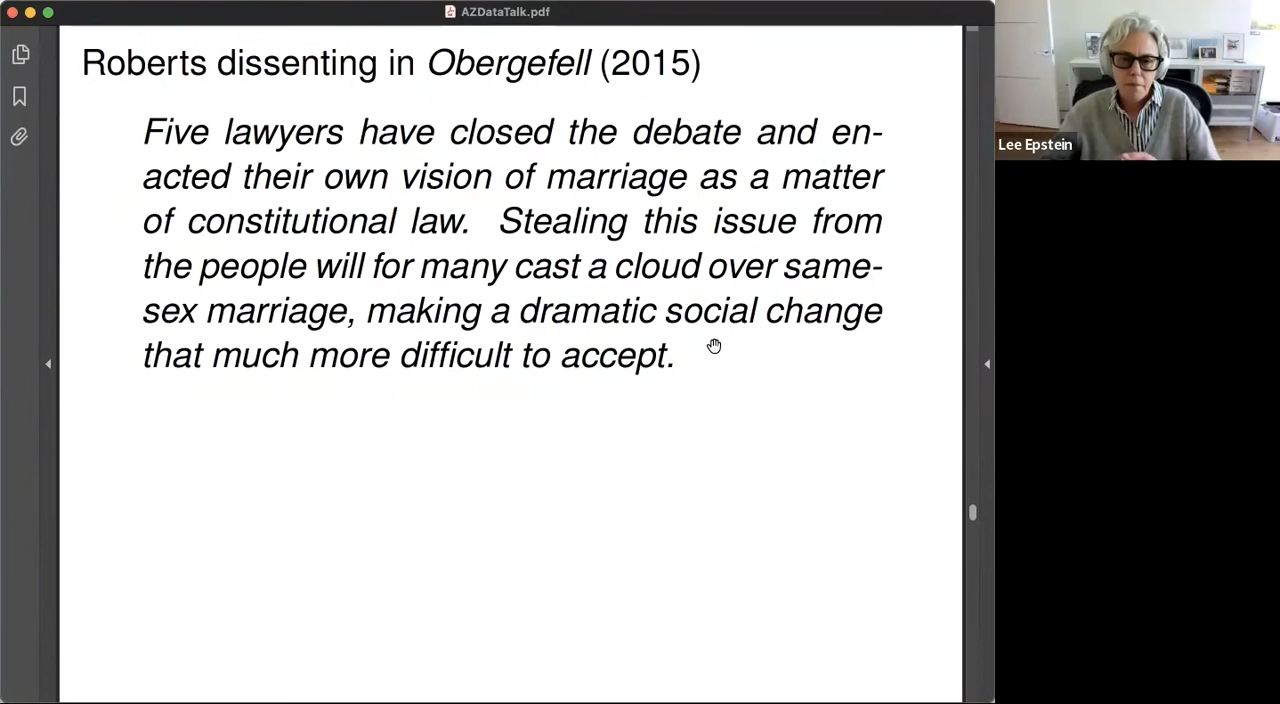 AZDataTalk.pdf
Roberts dissenting in Obergefell (2015)
Five lawyers have closed the debate and en-
acted their own vision of marriage as a matter
of constitutional law. Stealing this issue from
the people will for many cast a cloud over same-
sex marriage, making a dramatic social change
that much more difficult to accept.
Lee Epstein